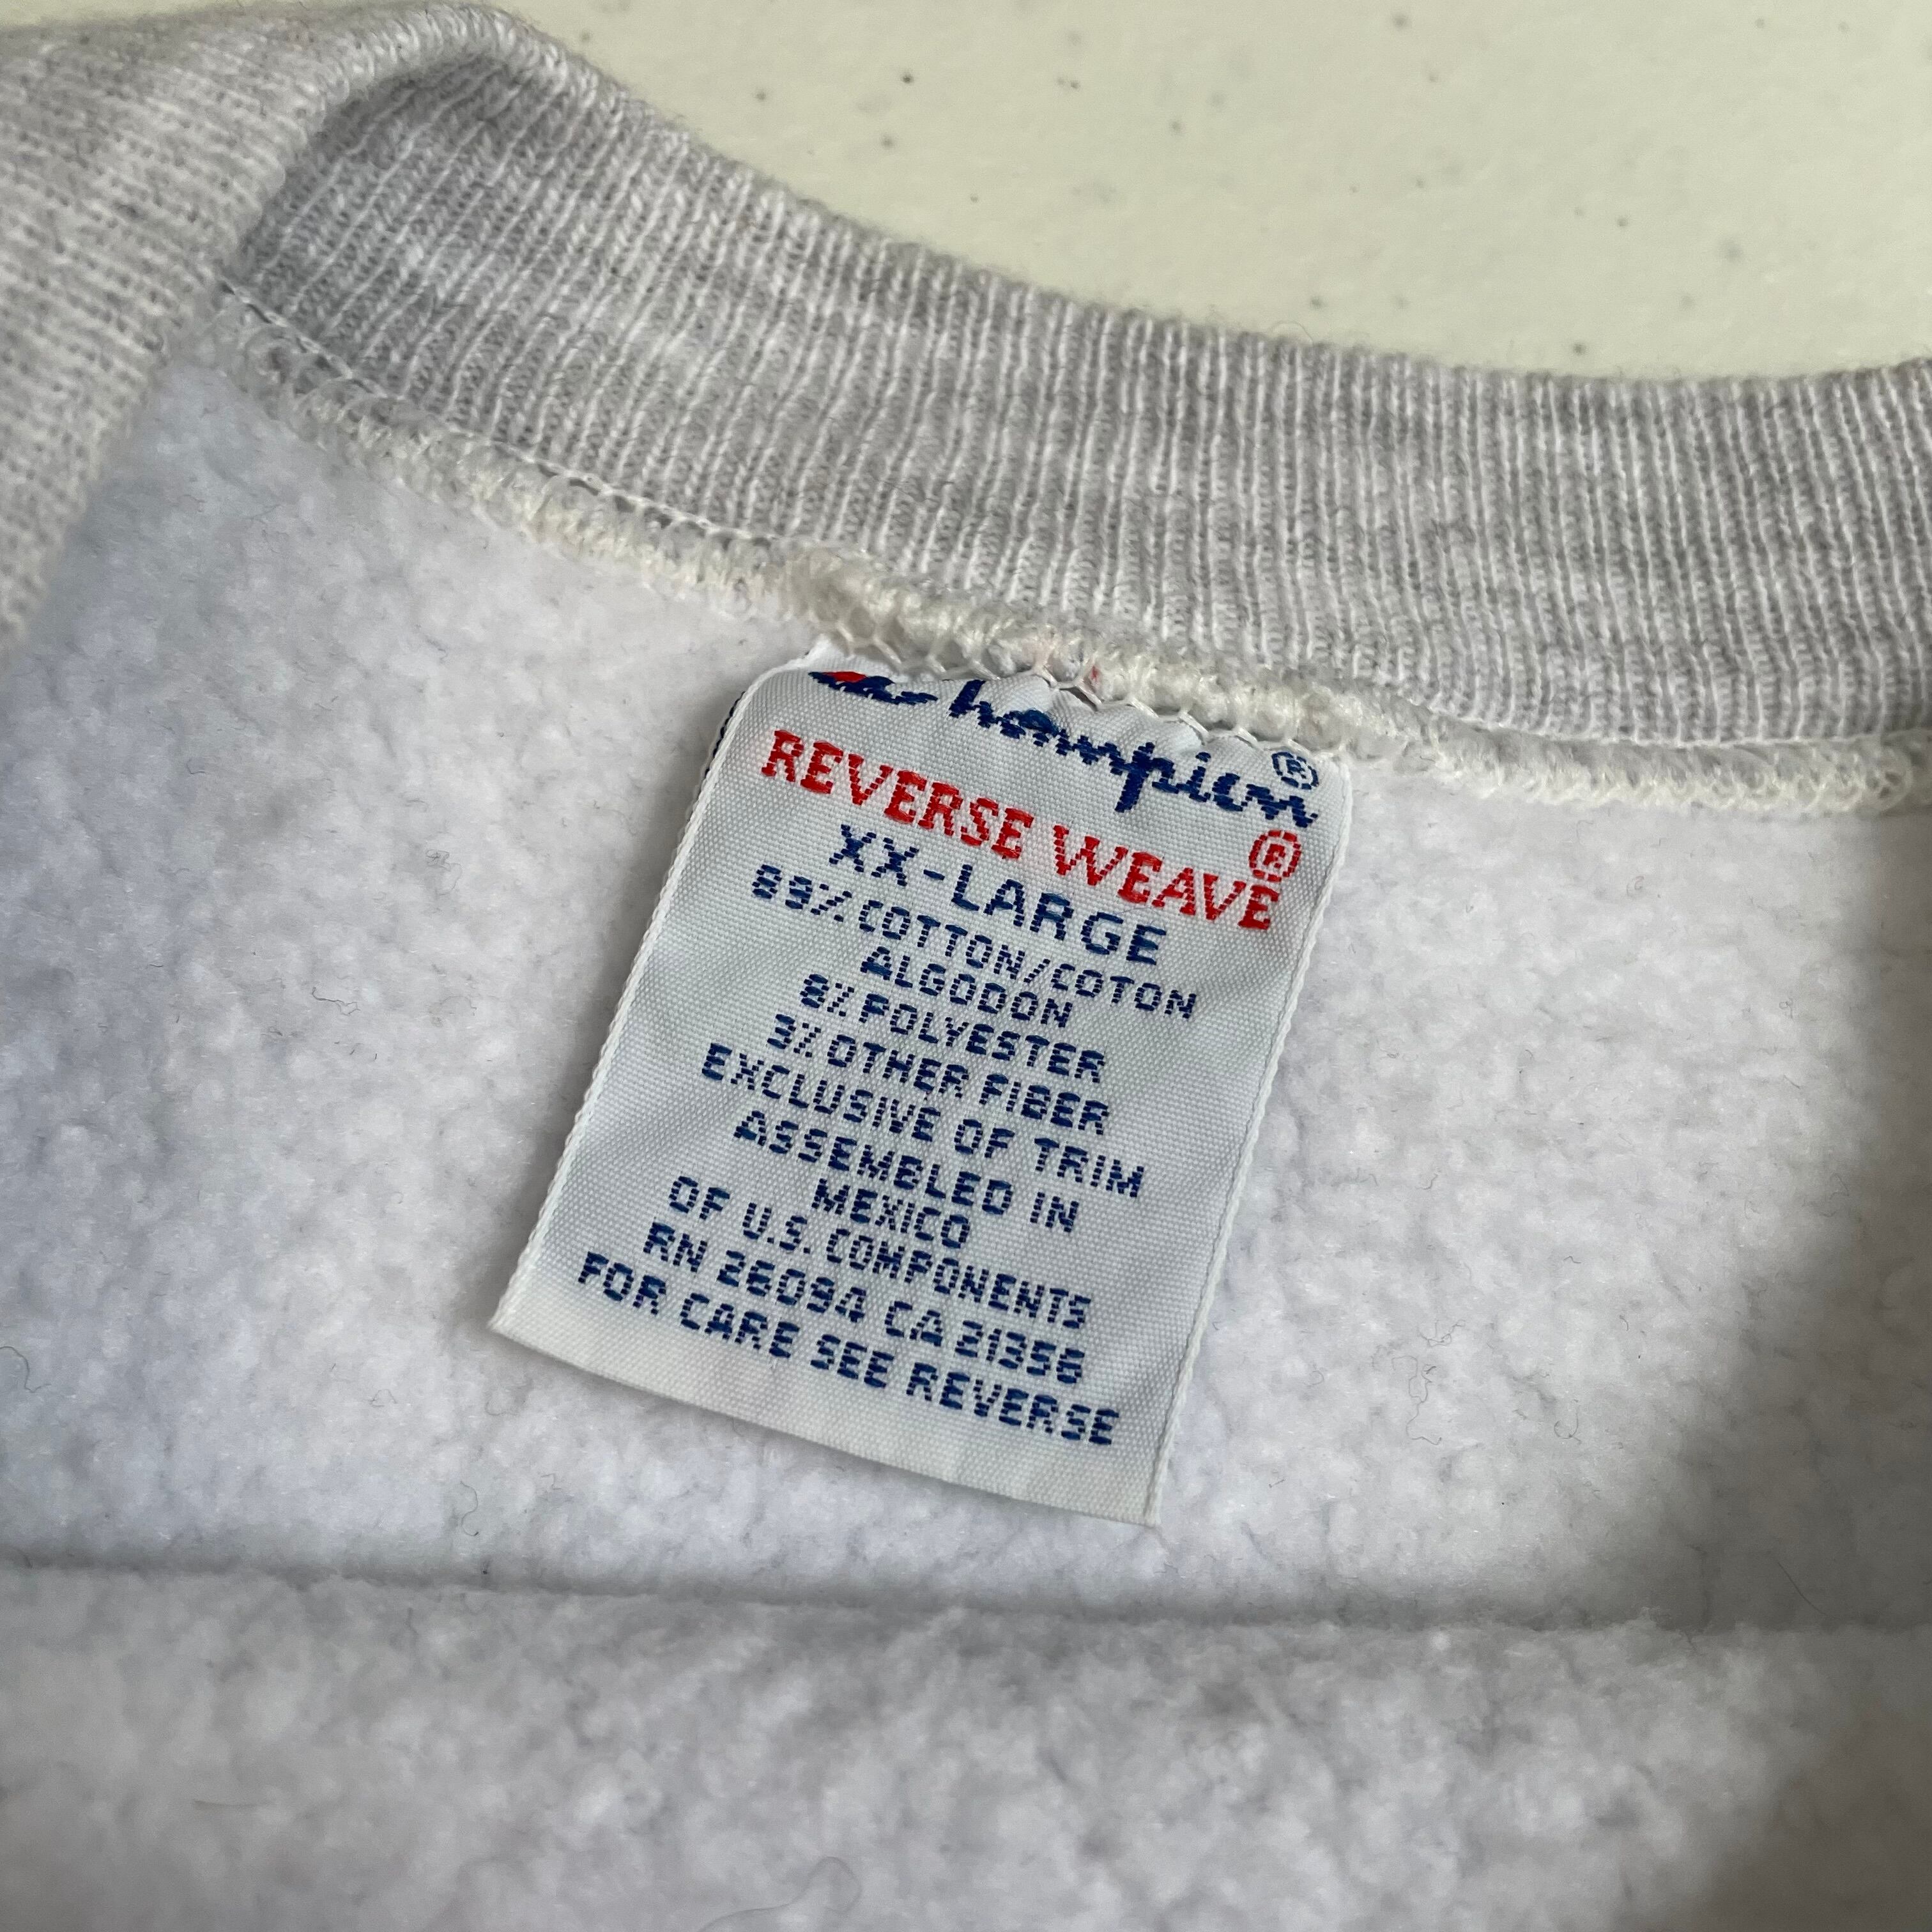 Champion®
REVERSE WEAVE®
XX-LARGE
89% COTTON/COTON
ALGODON
8% POLYESTER
3% OTHER FIBER
EXCLUSIVE OF TRIM
ASSEMBLED IN
MEXICO
OF U.S. COMPONENTS
RN 26094 CA 21356
FOR CARE SEE REVERSE